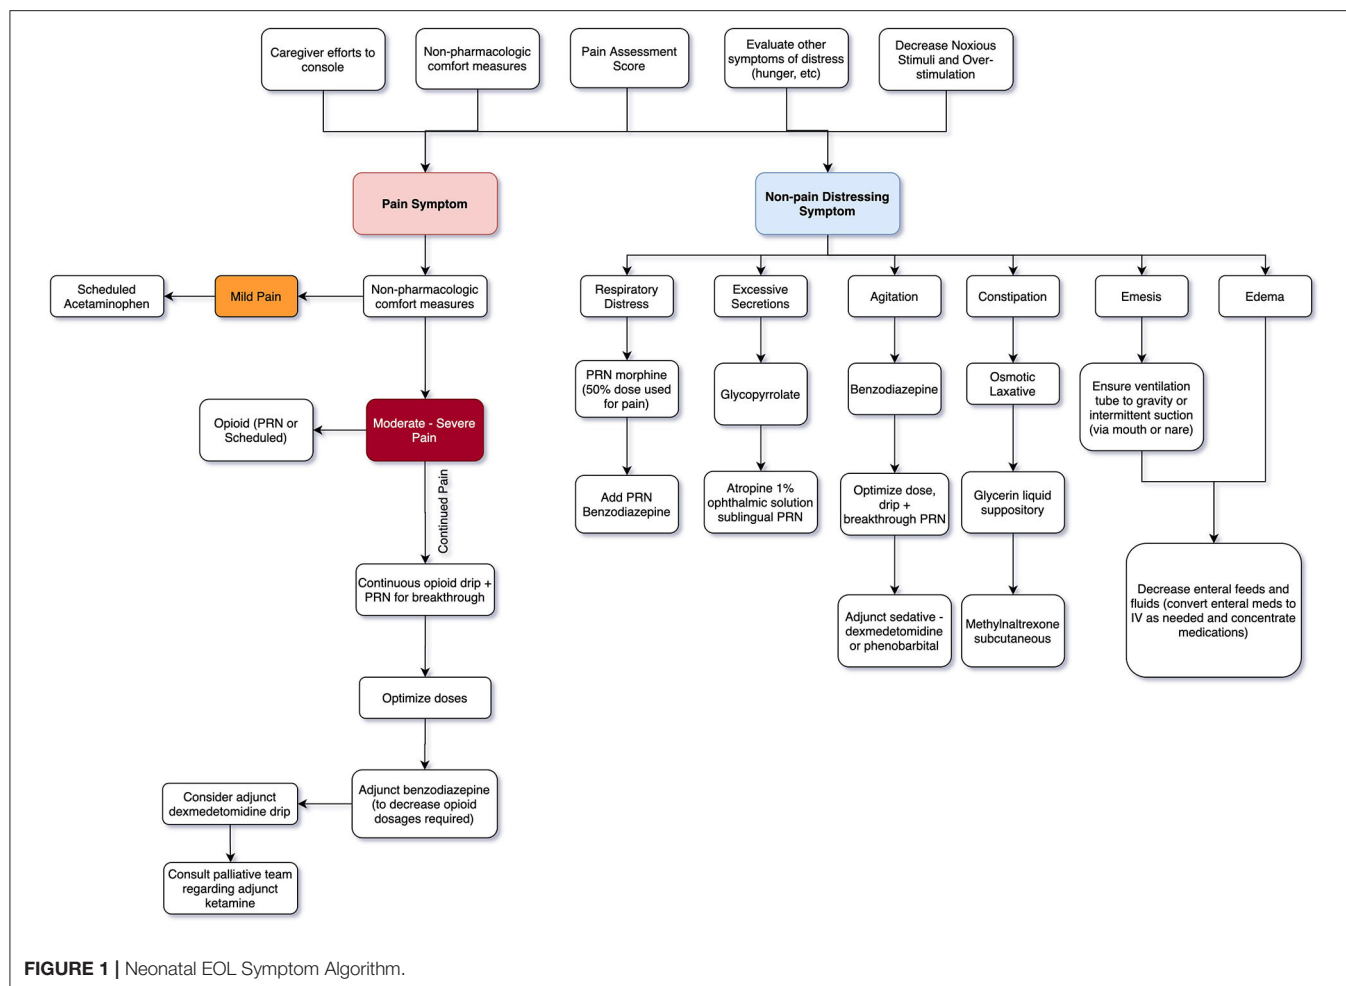 Caregiver efforts to
console
Non-pharmacologic
comfort measures
Pain Assessment
Score
Evaluate other
symptoms of distress
(hunger, etc)
Decrease Noxious
Stimuli and Over-
stimulation
Pain Symptom
Non-pain Distressing
Symptom
Scheduled
Acetaminophen
Mild Pain
Non-pharmacologic
comfort measures
Respiratory
Distress
Excessive
Secretions
Agitation
Constipation
Emesis
Edema
Opioid (PRN or
Scheduled)
Moderate - Severe
Pain
PRN morphine
(50% dose used
for pain)
Glycopyrrolate
Benzodiazepine
Osmotic
Laxative
Ensure ventilation
tube to gravity or
intermittent suction
(via mouth or nare)
Continued Pain
Add PRN
Benzodiazepine
Atropine 1%
ophthalmic solution
sublingual PRN
Optimize dose,
drip +
breakthrough PRN
Glycerin liquid
suppository
Continuous opioid drip +
PRN for breakthrough
Adjunct sedative -
dexmedetomidine
or phenobarbital
Methylnaltrexone
subcutaneous
Decrease enteral feeds and
fluids (convert enteral meds to
IV as needed and concentrate
medications)
Optimize doses
Consider adjunct
dexmedetomidine drip
Adjunct benzodiazepine
(to decrease opioid
dosages required)
Consult palliative team
regarding adjunct
ketamine
FIGURE 1 | Neonatal EOL Symptom Algorithm.